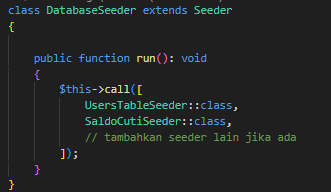 class DatabaseSeeder extends Seeder
{
    public function run(): void
    {
        $this->call([
            UsersTableSeeder::class,
            SaldoCutiSeeder::class,
            // tambahkan seeder lain jika ada
        ]);
    }
}